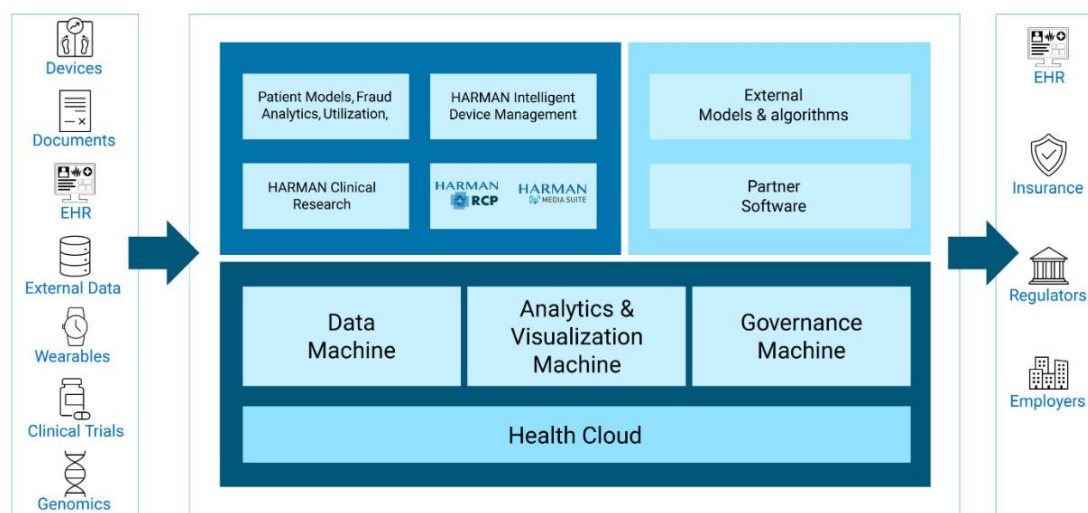 Devices
Documents
EHR
External Data
Wearables
Clinical Trials
Genomics
Patient Models, Fraud
Analytics, Utilization,
HARMAN Intelligent
Device Management
HARMAN Clinical
Research
HARMAN
RCP
HARMAN
MEDIA SUITE
External
Models & algorithms
Partner
Software
Data
Machine
Analytics &
Visualization
Machine
Governance
Machine
Health Cloud
EHR
Insurance
Regulators
Employers